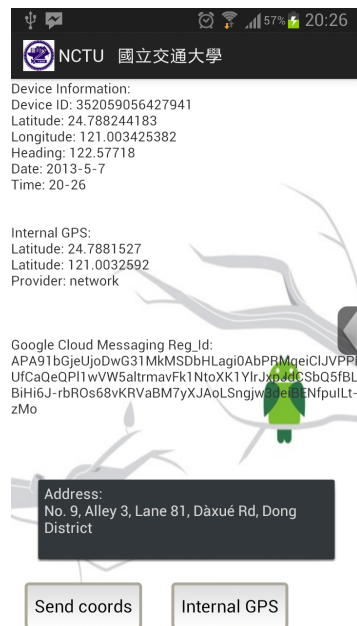 57% 20:26
NCTU 國立交通大學
Device Information:
Device ID: 352059056427941
Latitude: 24.788244183
Longitude: 121.003425382
Heading: 122.57718
Date: 2013-5-7
Time: 20-26
Internal GPS:
Latitude: 24.7881527
Latitude: 121.0032592
Provider: network
Google Cloud Messaging Reg_Id:
BiHi6J-rbROs68vKRVaBM7yXJAoLSngjw3deiBENfpuILt-
zMo
Address:
No. 9, Alley 3, Lane 81, Dàxué Rd, Dong
District
Send coords
Internal GPS